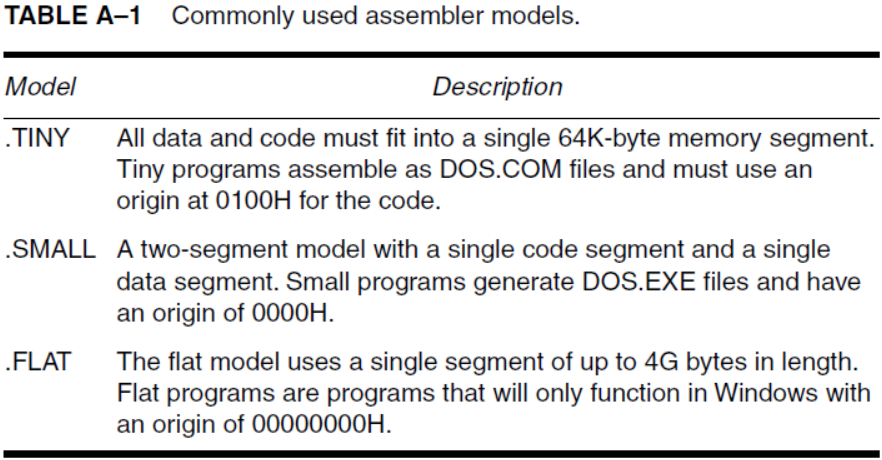 TABLE A–1 Commonly used assembler models.
Model Description
.TINY All data and code must fit into a single 64K-byte memory segment.
Tiny programs assemble as DOS.COM files and must use an
origin at 0100H for the code.
.SMALL A two-segment model with a single code segment and a single
data segment. Small programs generate DOS.EXE files and have
an origin of 0000H.
.FLAT The flat model uses a single segment of up to 4G bytes in length.
Flat programs are programs that will only function in Windows with
an origin of 00000000H.